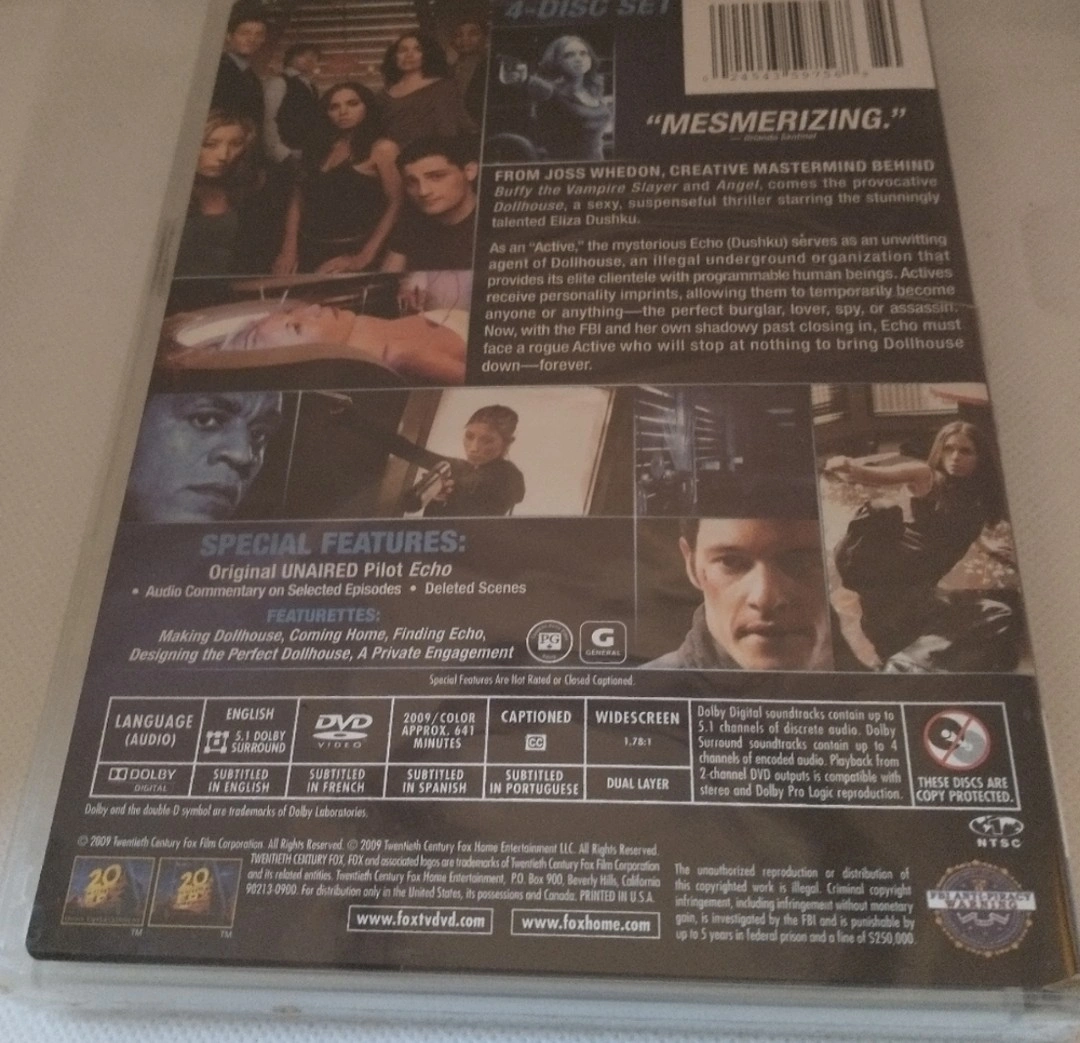 4-DISC SET
"MESMERIZING."
— Orlando Sentinel
FROM JOSS WHEDON, CREATIVE MASTERMIND BEHIND
Buffy the Vampire Slayer and Angel, comes the provocative
Dollhouse, a sexy, suspenseful thriller starring the stunningly
talented Eliza Dushku.
As an "Active," the mysterious Echo (Dushku) serves as an unwitting
agent of Dollhouse, an illegal underground organization that
provides its elite clientele with programmable human beings. Actives
receive personality imprints, allowing them to temporarily become
anyone or anything—the perfect burglar, lover, spy, or assassin.
Now, with the FBI and her own shadowy past closing in, Echo must
face a rogue Active who will stop at nothing to bring Dollhouse
down—forever.
SPECIAL FEATURES:
Original UNAIRED Pilot Echo
• Audio Commentary on Selected Episodes • Deleted Scenes
FEATURETTES:
Making Dollhouse, Coming Home, Finding Echo,
Designing the Perfect Dollhouse, A Private Engagement
PG
G
GENERAL
Special Features Are Not Rated or Closed Captioned.
LANGUAGE
(AUDIO)
ENGLISH
5.1 DOLBY
SURROUND
DVD
VIDEO
2009/COLOR
APPROX. 641
MINUTES
CAPTIONED
CC
WIDESCREEN
1.78:1
DOLBY
DIGITAL
SUBTITLED
IN ENGLISH
SUBTITLED
IN FRENCH
SUBTITLED
IN SPANISH
SUBTITLED
IN PORTUGUESE
DUAL LAYER
Dolby Digital soundtracks contain up to
5.1 channels of discrete audio. Dolby
Surround soundtracks contain up to 4
channels of encoded audio. Playback from
2-channel DVD outputs is compatible with
stereo and Dolby Pro Logic reproduction.
THESE DISCS ARE
COPY PROTECTED.
Dolby and the double-D symbol are trademarks of Dolby Laboratories.
NTSC
© 2009 Twentieth Century Fox Film Corporation. All Rights Reserved. © 2009 Twentieth Century Fox Home Entertainment LLC. All Rights Reserved.
TWENTIETH CENTURY FOX, FOX and associated logos are trademarks of Twentieth Century Fox Film Corporation
and its related entities. Twentieth Century Fox Home Entertainment, P.O. Box 900, Beverly Hills, California
90213-0900. For distribution only in the United States, its possessions and Canada. PRINTED IN U.S.A.
www.foxtvdvd.com
www.foxhome.com
The unauthorized reproduction or distribution of
this copyrighted work is illegal. Criminal copyright
infringement, including infringement without monetary
gain, is investigated by the FBI and is punishable by
up to 5 years in federal prison and a fine of $250,000.
20
TM
20
TM
FBI ANTI-PIRACY
WARNING